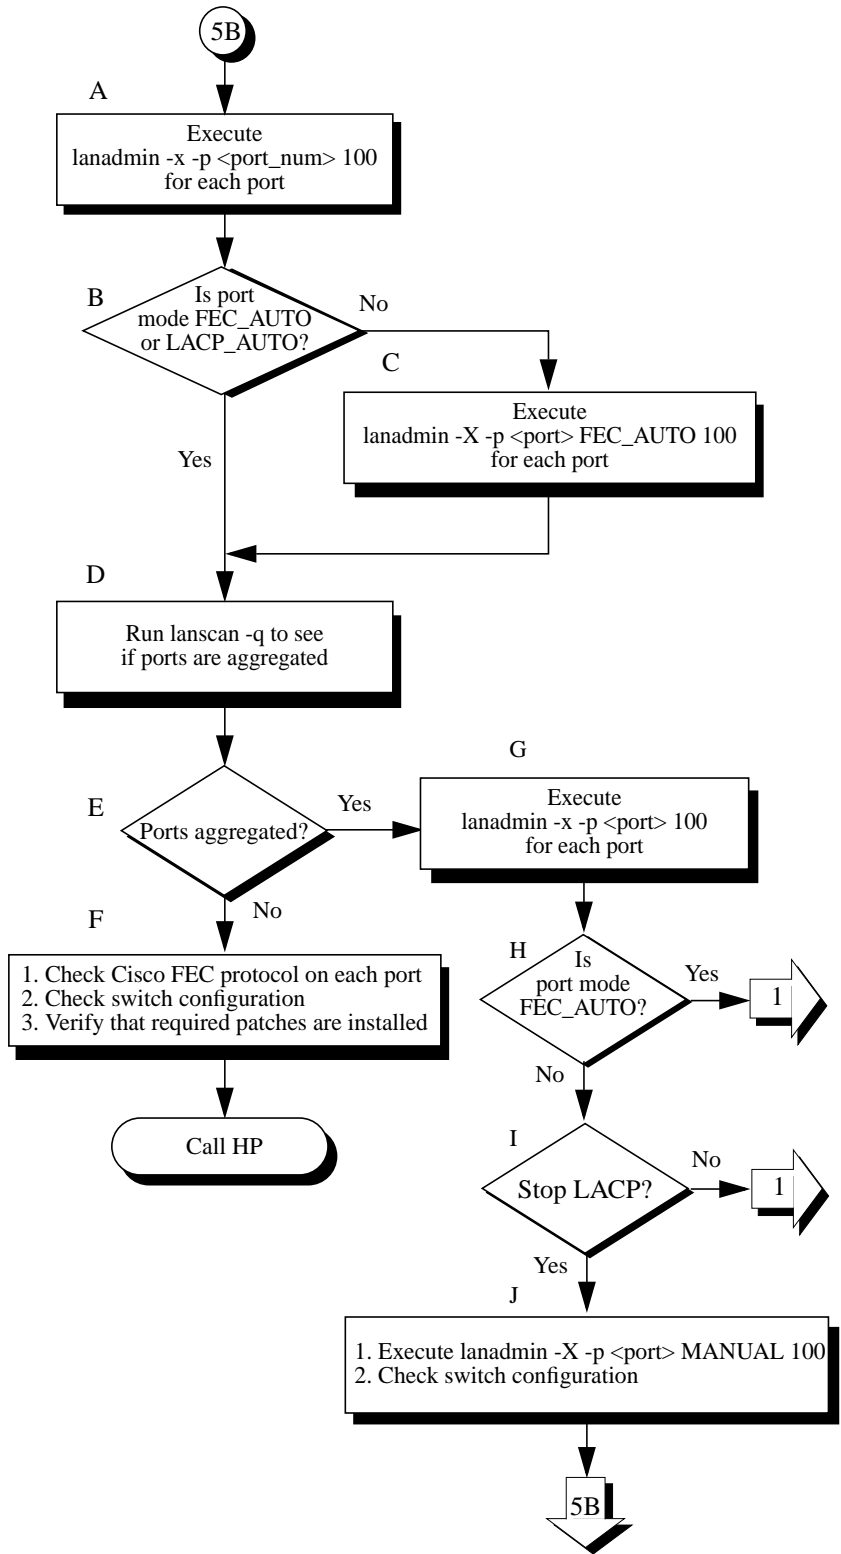 5B
A
Execute
lanadmin -x -p <port_num> 100
for each port
B
Is port
mode FEC_AUTO
or LACP_AUTO?
No
C
Execute
lanadmin -X -p <port> FEC_AUTO 100
for each port
Yes
D
Run lanscan -q to see
if ports are aggregated
E
Ports aggregated?
Yes
G
Execute
lanadmin -x -p <port> 100
for each port
No
F
1. Check Cisco FEC protocol on each port
2. Check switch configuration
3. Verify that required patches are installed
Call HP
H
Is
port mode
FEC_AUTO?
Yes
1
No
I
Stop LACP?
No
1
Yes
J
1. Execute lanadmin -X -p <port> MANUAL 100
2. Check switch configuration
5B